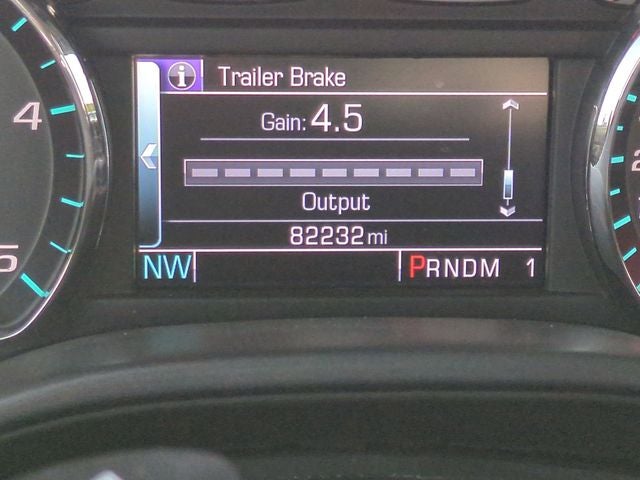 Trailer Brake
Gain: 4.5
Output
82232 mi
NW PRNDM 1
4